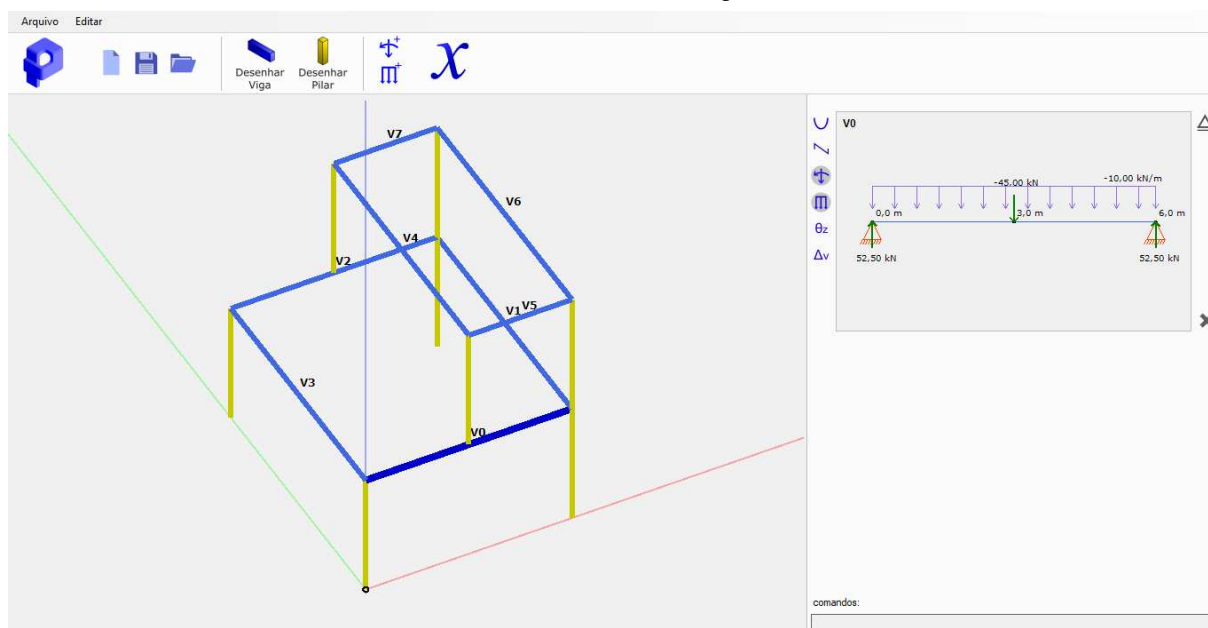 Arquivo Editar
Desenhar
Viga
Desenhar
Pilar
x
V7
V6
V4
V2
V1
V5
V3
V0
V0
-45.00 kN
-10,00 kN/m
0,0 m
3,0 m
6,0 m
52,50 kN
52,50 kN
θz
Δv
comandos: